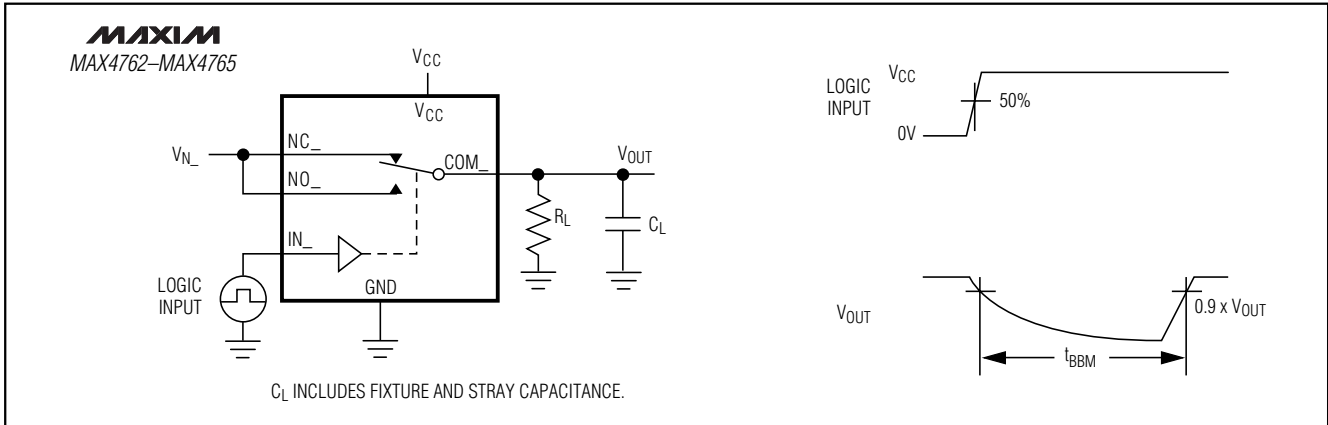 MAXIM
MAX4762–MAX4765
VCC
VCC
VN_
NC_
NO_
COM_
VOUT
IN_
RL
CL
LOGIC
INPUT
GND
CL INCLUDES FIXTURE AND STRAY CAPACITANCE.
LOGIC
INPUT
VCC
50%
0V
VOUT
0.9 x VOUT
tBBM